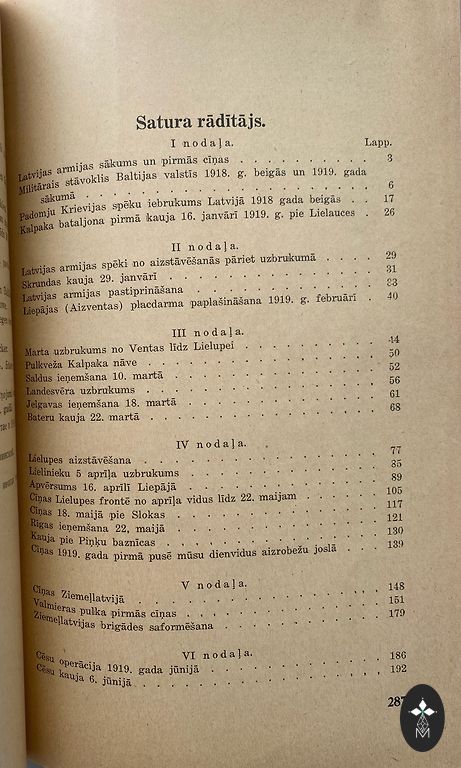 Satura rādītājs.
I nodaļa. Lapp.
Latvijas armijas sākums un pirmās cīņas . . . . . . . . . 3
Militārais stāvoklis Baltijas valstīs 1918. g. beigās un 1919. gada
sākumā . . . . . . . . . . . . . . . . . . 6
Padomju Krievijas spēku iebrukums Latvijā 1918 gada beigās . . 17
Kalpaka bataljona pirmā kauja 16. janvārī 1919. g. pie Lielauces . 26
II nodaļa.
Latvijas armijas spēki no aizstāvēšanās pāriet uzbrukumā . . . . 29
Skrundas kauja 29. janvārī . . . . . . . . . . . . . 31
Latvijas armijas pastiprināšana . . . . . . . . . . . . 33
Liepājas (Aizventas) placdarma paplašināšana 1919. g. februārī . 40
III nodaļa.
Marta uzbrukums no Ventas līdz Lielupei . . . . . . . . . 44
Pulkveža Kalpaka nāve . . . . . . . . . . . . . . 50
Saldus ieņemšana 10. martā . . . . . . . . . . . . . 52
Landesvēra uzbrukums . . . . . . . . . . . . . . 56
Jelgavas ieņemšana 18. martā . . . . . . . . . . . . 61
Bateru kauja 22. martā . . . . . . . . . . . . . . 68
IV nodaļa.
Lielupes aizstāvēšana . . . . . . . . . . . . . . . 77
Lielinieku 5 aprīļa uzbrukums . . . . . . . . . . . . 85
Apvērsums 16. aprīlī Liepājā . . . . . . . . . . . . 89
Cīņas Lielupes frontē no aprīļa vidus līdz 22. maijam . . . . . 105
Cīņas 18. maijā pie Slokas . . . . . . . . . . . . . 117
Rīgas ieņemšana 22, maijā . . . . . . . . . . . . . 121
Kauja pie Piņķu baznīcas . . . . . . . . . . . . . 130
Cīņas 1919. gada pirmā pusē mūsu dienvidus aizrobežu joslā . . 139
V nodaļa.
Cīņas Ziemeļlatvijā . . . . . . . . . . . . . . . 148
Valmieras pulka pirmās cīņas . . . . . . . . . . . . 151
Ziemeļlatvijas brigādes saformēšana . . . . . . . . . . 179
VI nodaļa.
Cēsu operācija 1919. gada jūnijā . . . . . . . . . . . 186
Cēsu kauja 6. jūnijā . . . . . . . . . . . . . . . 192
287
M